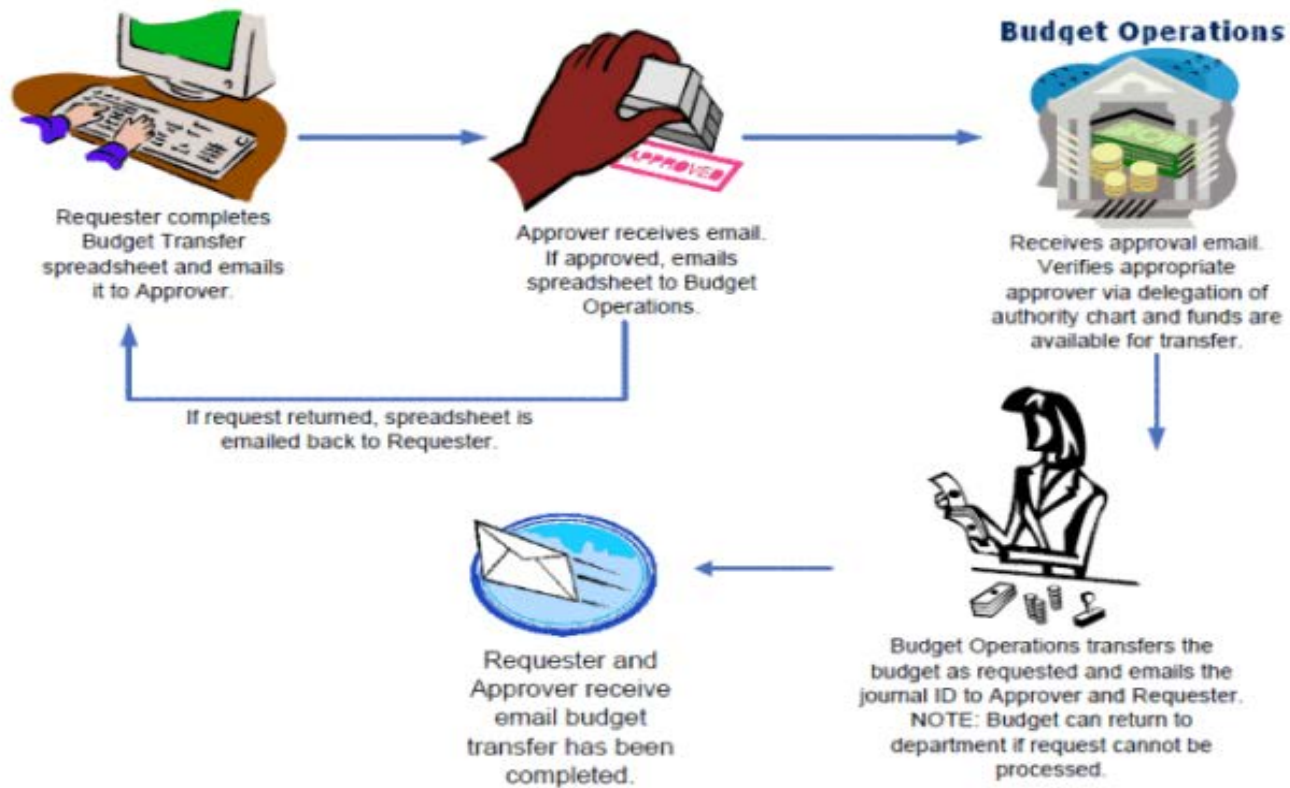 Budget Operations
APPROVED
Requester completes
Budget Transfer
spreadsheet and emails
it to Approver.
Approver receives email.
If approved, emails
spreadsheet to Budget
Operations.
Receives approval email.
Verifies appropriate
approver via delegation of
authority chart and funds are
available for transfer.
If request returned, spreadsheet is
emailed back to Requester.
Budget Operations transfers the
budget as requested and emails the
journal ID to Approver and Requester.
NOTE: Budget can return to
department if request cannot be
processed.
Requester and
Approver receive
email budget
transfer has been
completed.